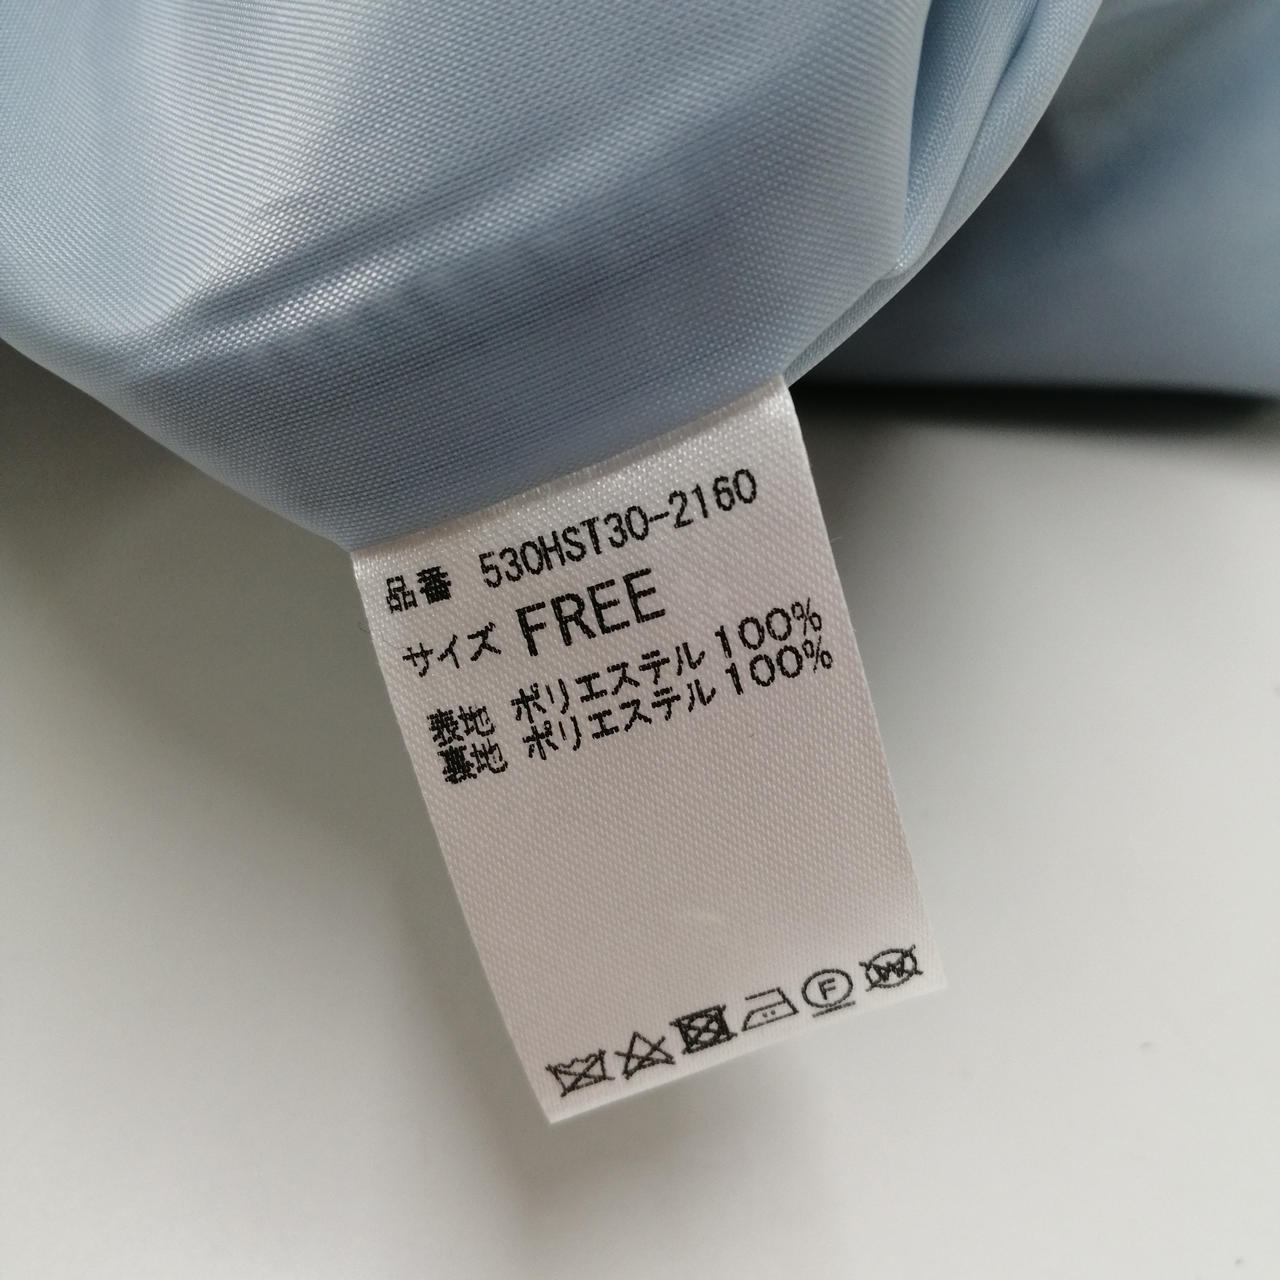 品番 530HST30-2160
サイズ FREE
表地 ポリエステル 100%
裏地 ポリエステル 100%
F
W